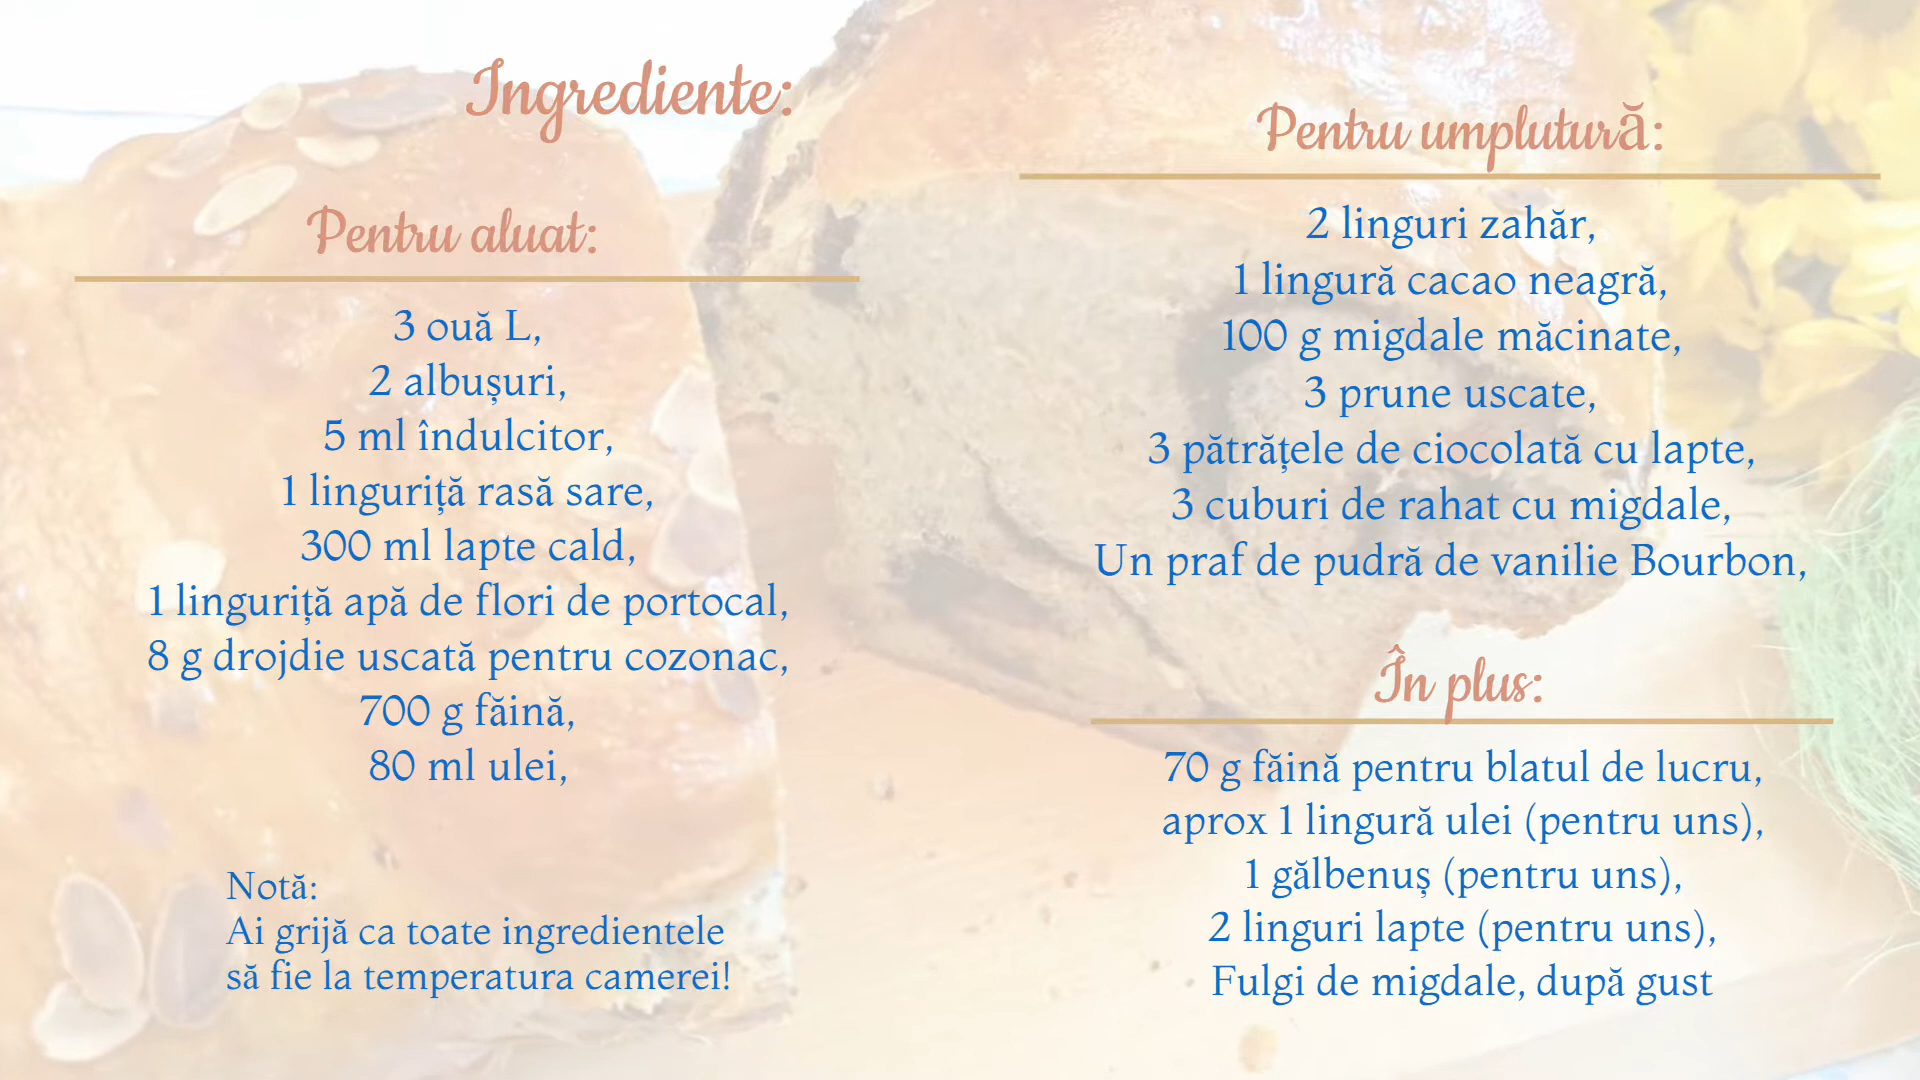 Ingrediente:
Pentru aluat:
3 ouă L,
2 albușuri,
5 ml îndulcitor,
1 linguriță rasă sare,
300 ml lapte cald,
1 linguriță apă de flori de portocal,
8 g drojdie uscată pentru cozonac,
700 g făină,
80 ml ulei,
Notă:
Ai grijă ca toate ingredientele
să fie la temperatura camerei!
Pentru umplutură:
2 linguri zahăr,
1 lingură cacao neagră,
100 g migdale măcinate,
3 prune uscate,
3 pătrățele de ciocolată cu lapte,
3 cuburi de rahat cu migdale,
Un praf de pudră de vanilie Bourbon,
În plus:
70 g făină pentru blatul de lucru,
aprox 1 lingură ulei (pentru uns),
1 gălbenuș (pentru uns),
2 linguri lapte (pentru uns),
Fulgi de migdale, după gust